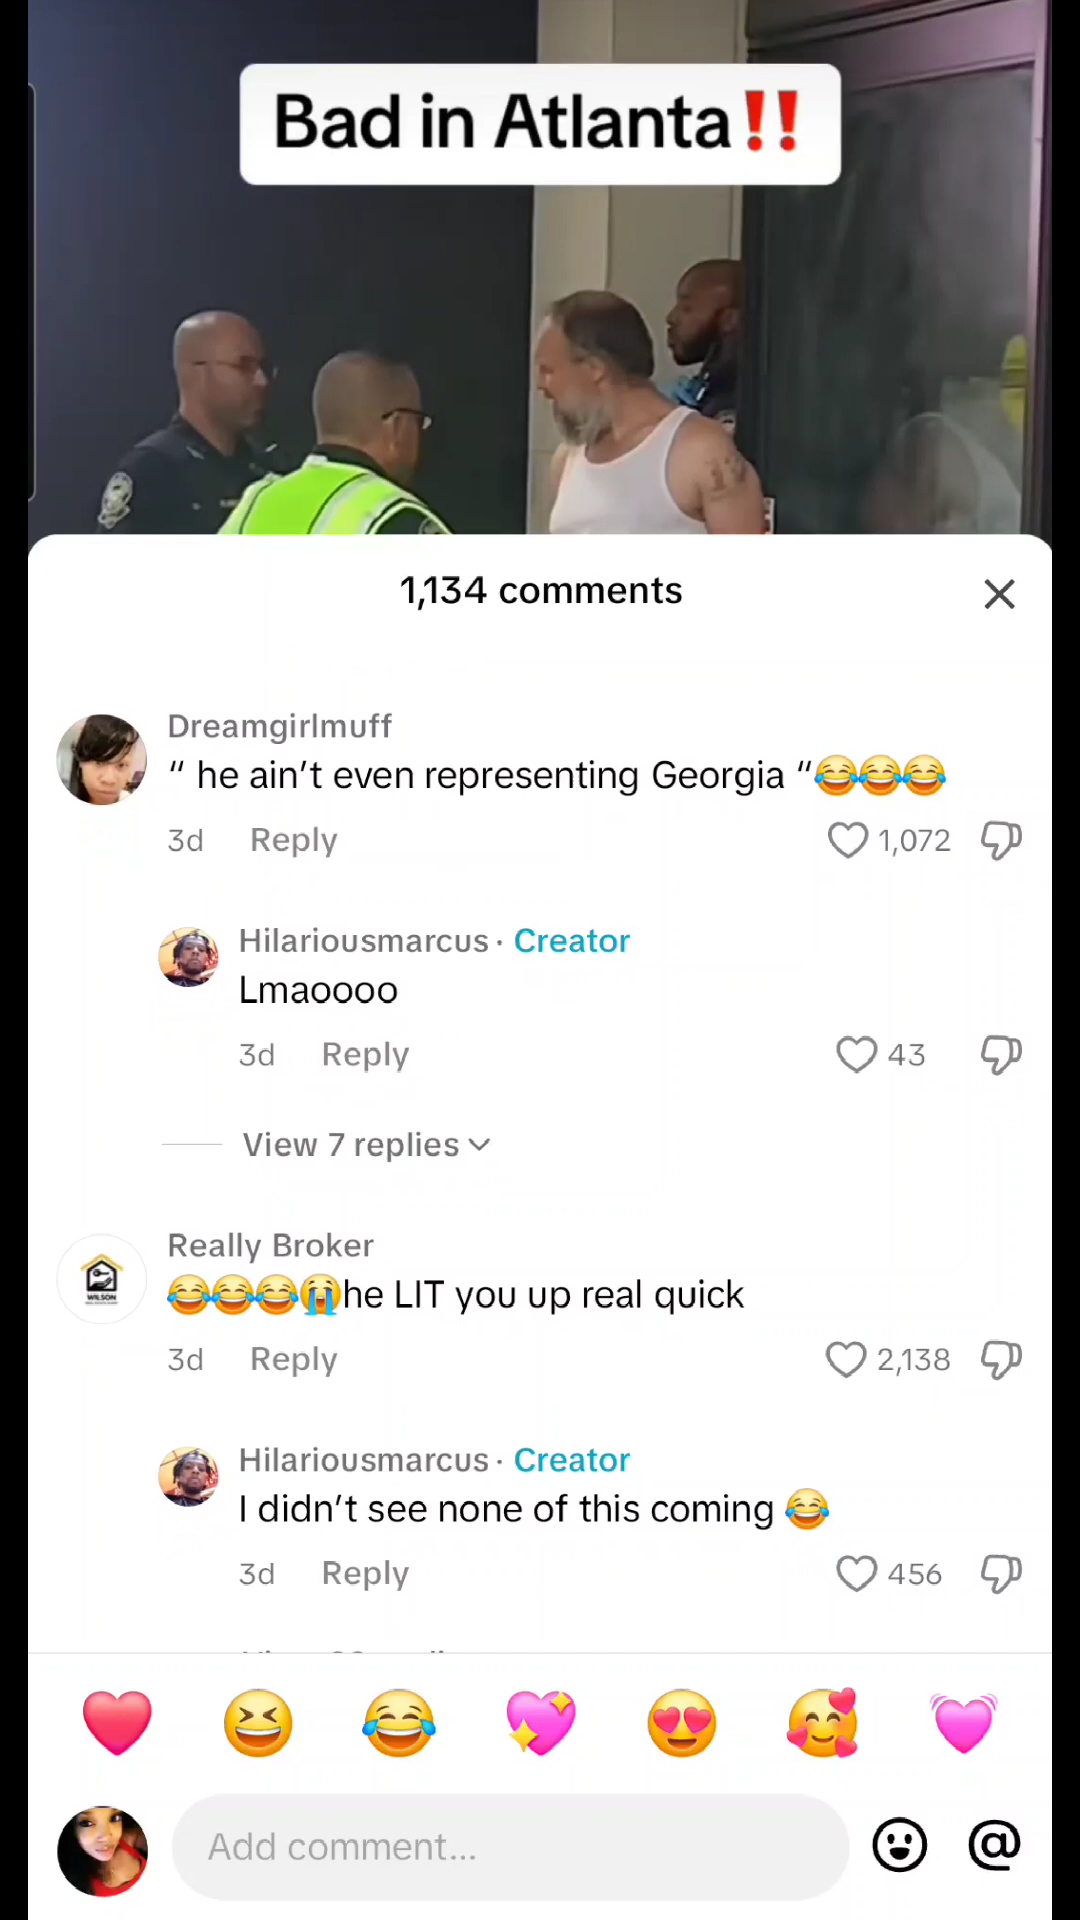 Bad in Atlanta‼️
1,134 comments
Dreamgirlmuff
“ he ain’t even representing Georgia “😂😂😂
3d Reply 1,072
Hilariousmarcus · Creator
Lmaoooo
3d Reply 43
View 7 replies
Really Broker
WILSON
😂😂😂😭he LIT you up real quick
3d Reply 2,138
Hilariousmarcus · Creator
I didn’t see none of this coming 😂
3d Reply 456
Add comment...